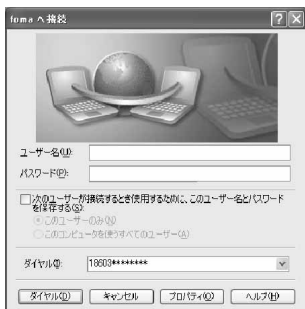 foma へ接続
ユーザー名(U):
パスワード(P):
次のユーザーが接続するとき使用するために、このユーザー名とパスワード
を保存する(S):
このユーザーのみ(N)
このコンピュータを使うすべてのユーザー(A)
ダイヤル(I): 18603********
ダイヤル(D) キャンセル プロパティ(O) ヘルプ(H)